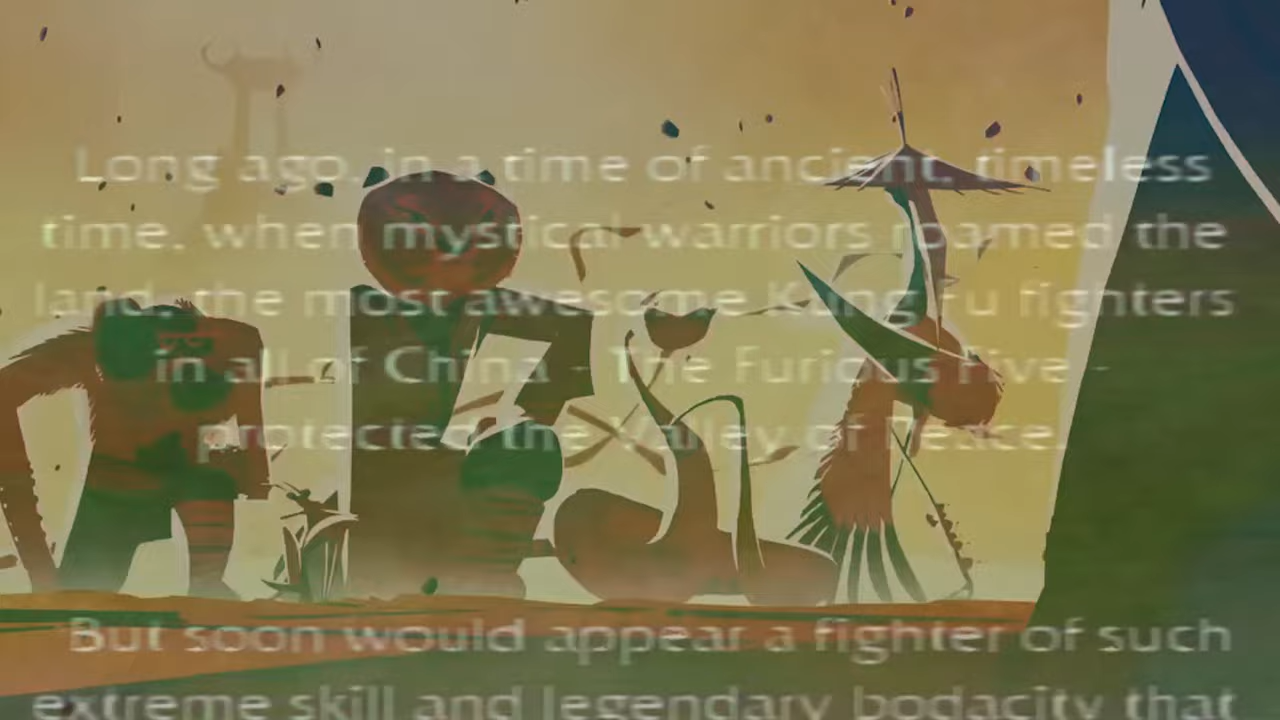 Long ago, in a time of ancient, timeless
time, when mystical warriors roamed the
land, the most awesome Kung Fu fighters
in all of China - The Furious Five -
protected the Valley of Peace.
But soon would appear a fighter of such
extreme skill and legendary bodacity that